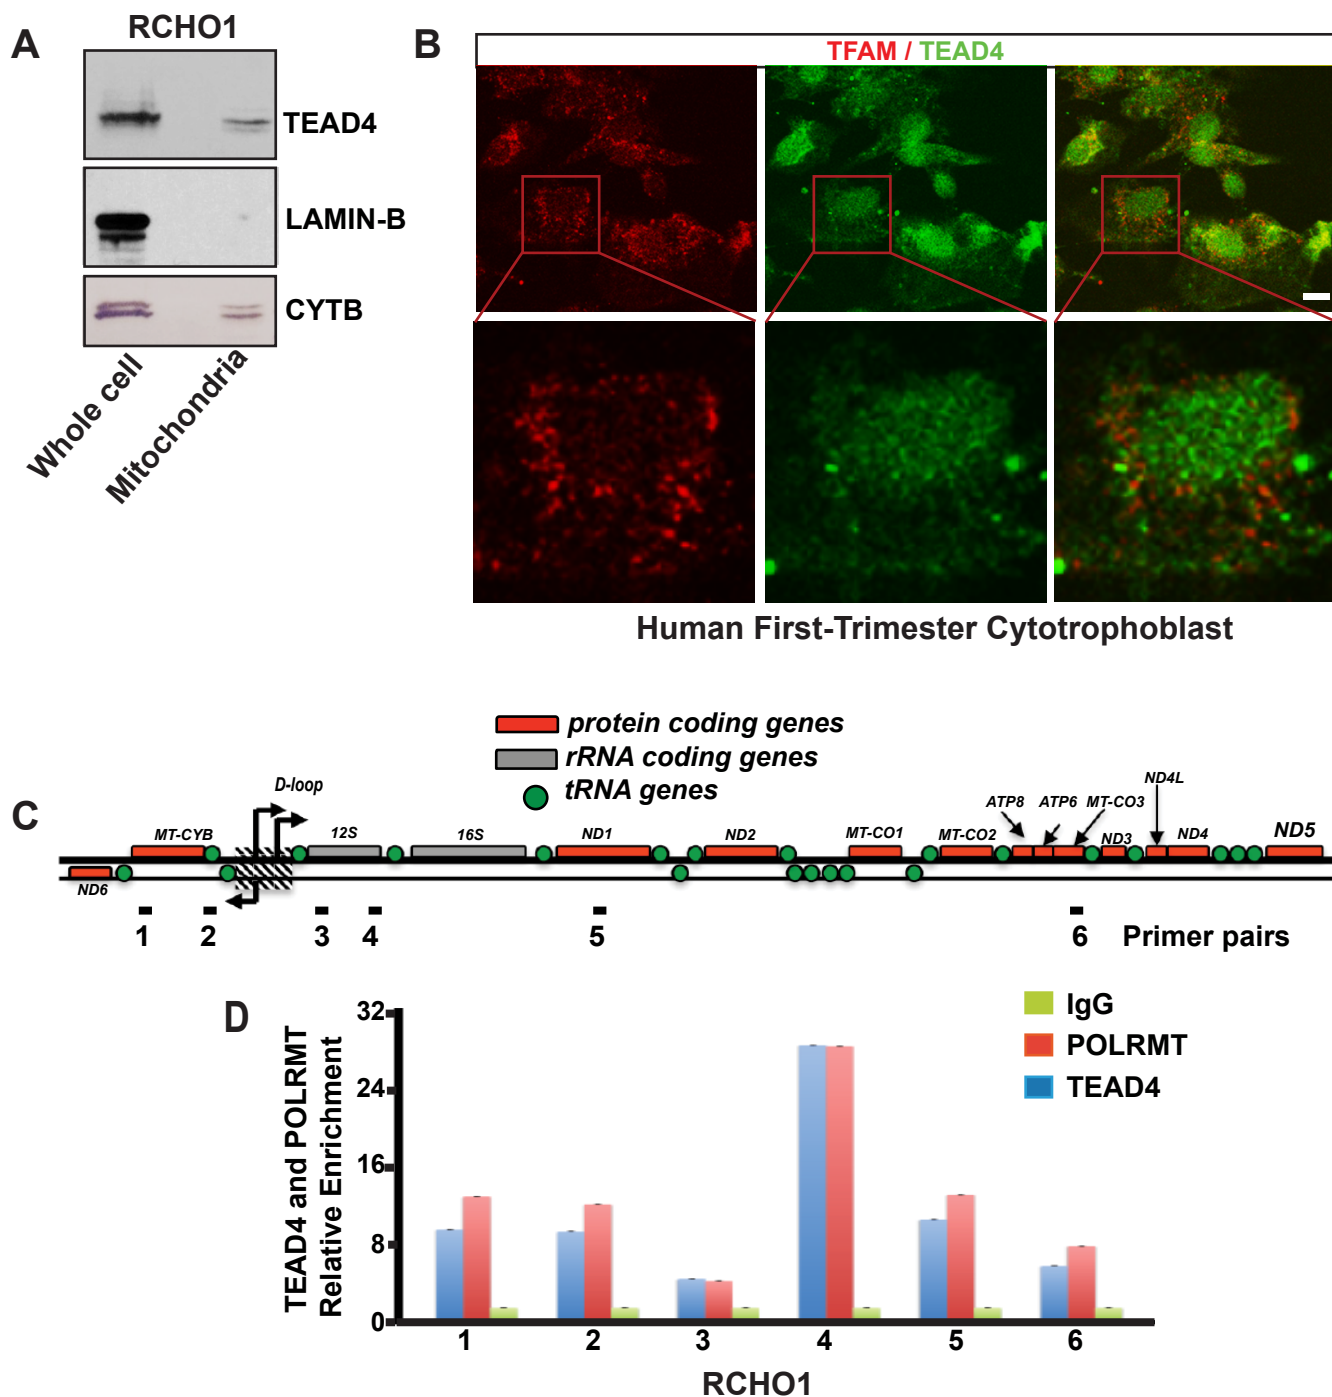 A
RCHO1
TEAD4
LAMIN-B
CYTB
Whole cell
Mitochondria
B
TFAM / TEAD4
Human First-Trimester Cytotrophoblast
C
protein coding genes
rRNA coding genes
tRNA genes
D-loop
MT-CYB
12S
16S
ND1
ND2
MT-CO1
MT-CO2
ATP8
ATP6
MT-CO3
ND3
ND4L
ND4
ND5
ND6
1 2 3 4 5 6 Primer pairs
D
TEAD4 and POLRMT
Relative Enrichment
32
24
16
8
0
IgG
POLRMT
TEAD4
1 2 3 4 5 6
RCHO1